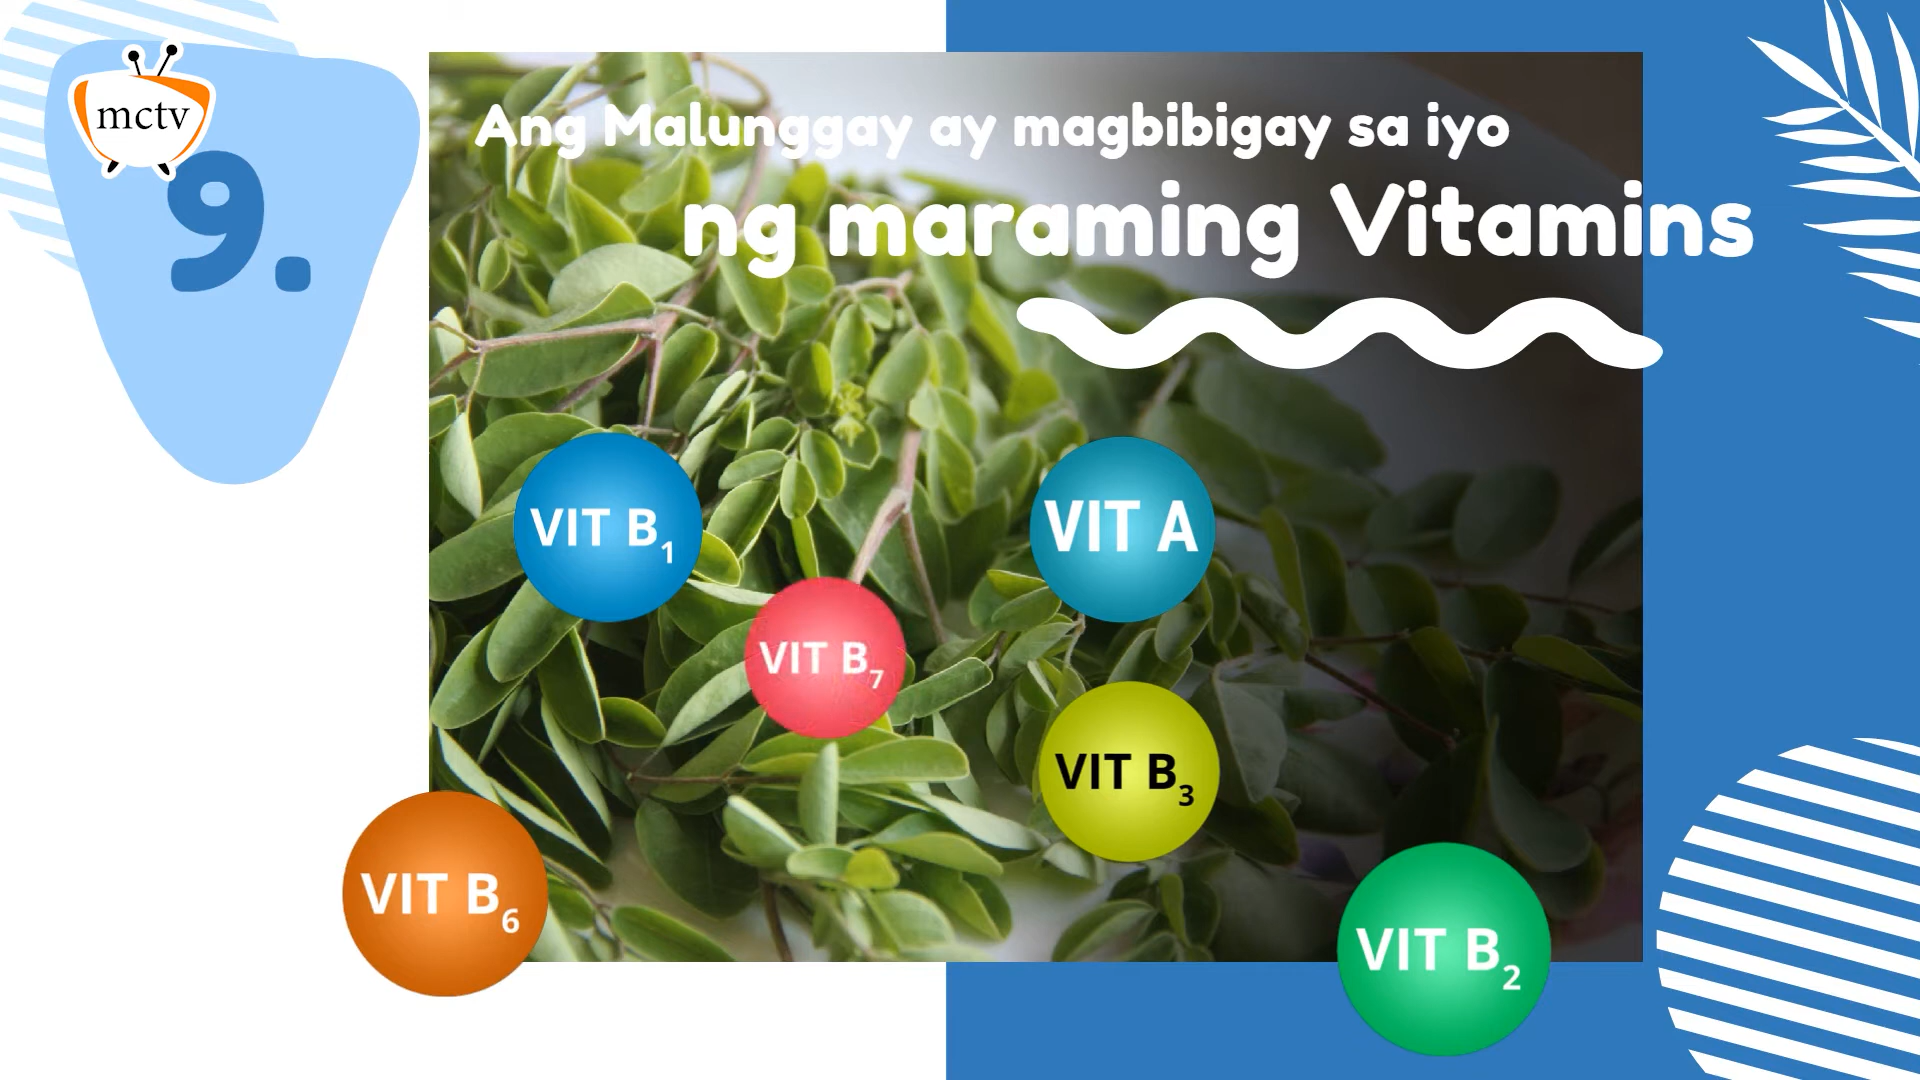 mctv
9.
Ang Malunggay ay magbibigay sa iyo
ng maraming Vitamins
VIT B₁
VIT A
VIT B₇
VIT B₃
VIT B₆
VIT B₂